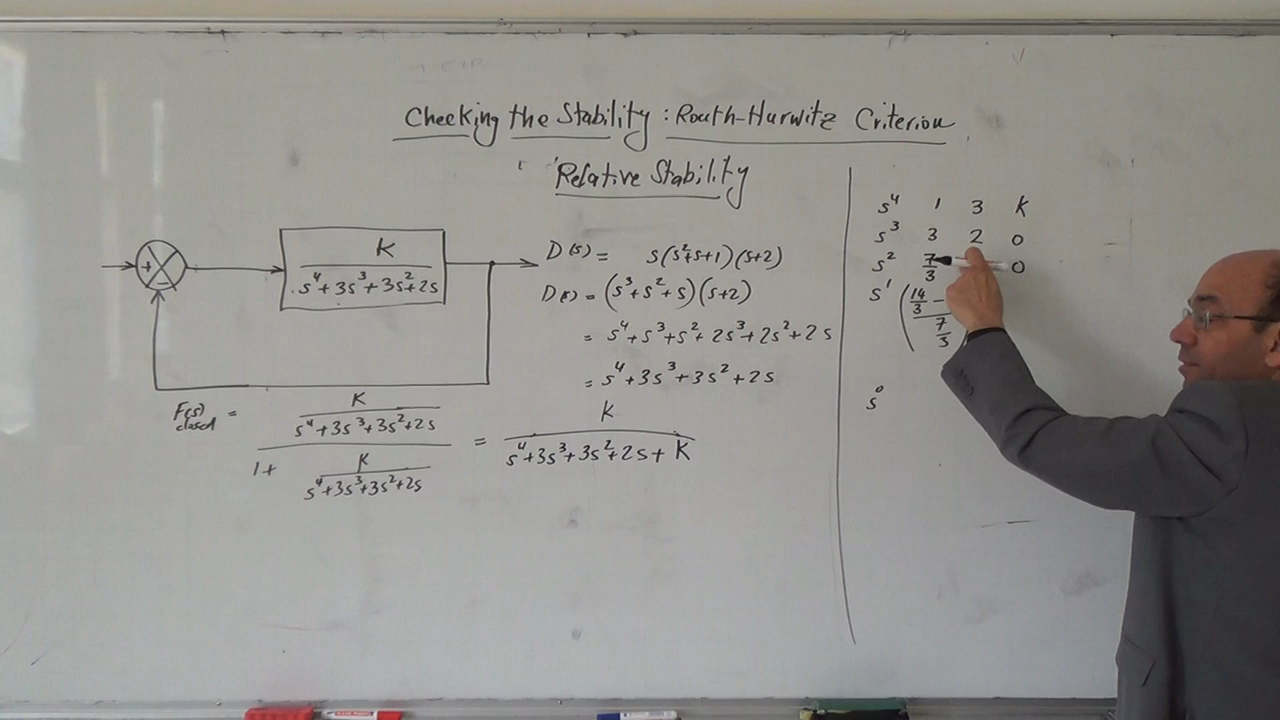 Checking the Stability : Routh-Hurwitz Criterion
Relative Stability
+
−
K
s⁴+3s³+3s²+2s
D(s) = s(s²+s+1)(s+2)
D(s) = (s³+s²+s)(s+2)
= s⁴+s³+s²+2s³+2s²+2s
= s⁴+3s³+3s²+2s
F(s) closed =
K
s⁴+3s³+3s²+2s
1+
K
s⁴+3s³+3s²+2s
=
K
s⁴+3s³+3s²+2s+K
s⁴ 1 3 K
s³ 3 2 0
s² 7/3 0
s¹ (14/3 −
7/3
s⁰